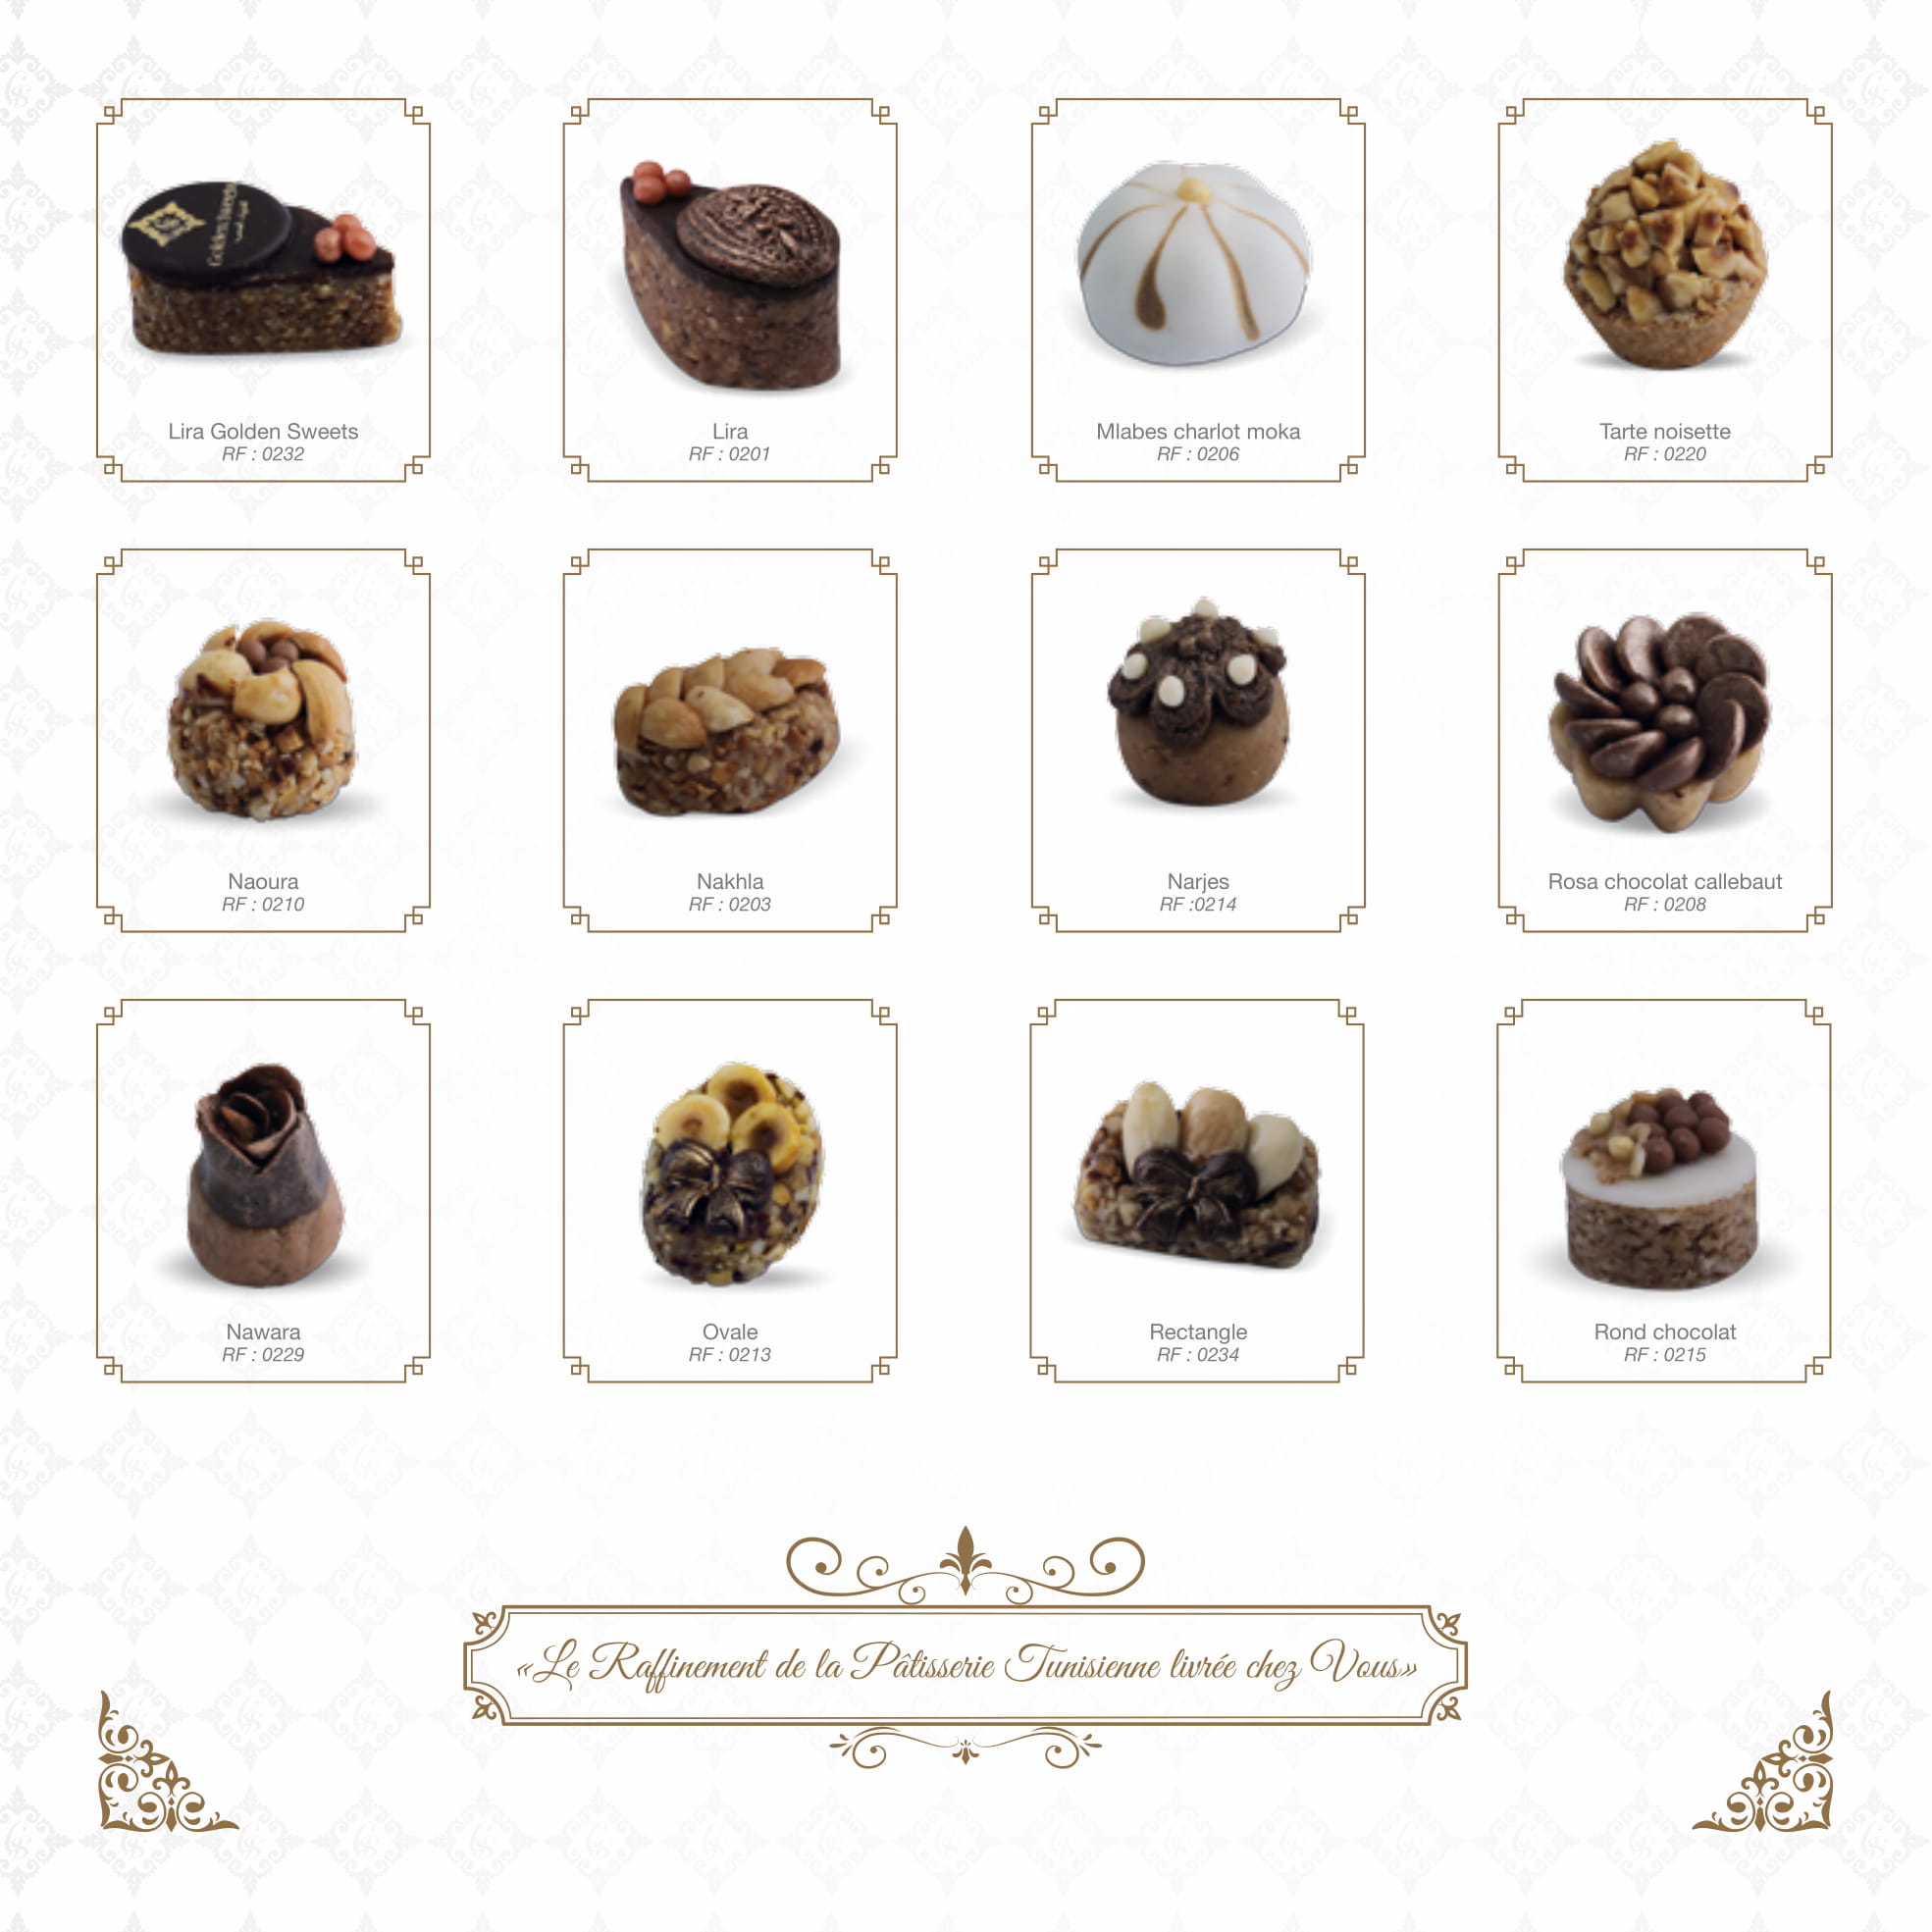 Golden Sweets
Lira Golden Sweets
RF : 0232
Lira
RF : 0201
Mlabes charlot moka
RF : 0206
Tarte noisette
RF : 0220
Naoura
RF : 0210
Nakhla
RF : 0203
Narjes
RF :0214
Rosa chocolat callebaut
RF : 0208
Nawara
RF : 0229
Ovale
RF : 0213
Rectangle
RF : 0234
Rond chocolat
RF : 0215
«Le Raffinement de la Pâtisserie Tunisienne livrée chez Vous»